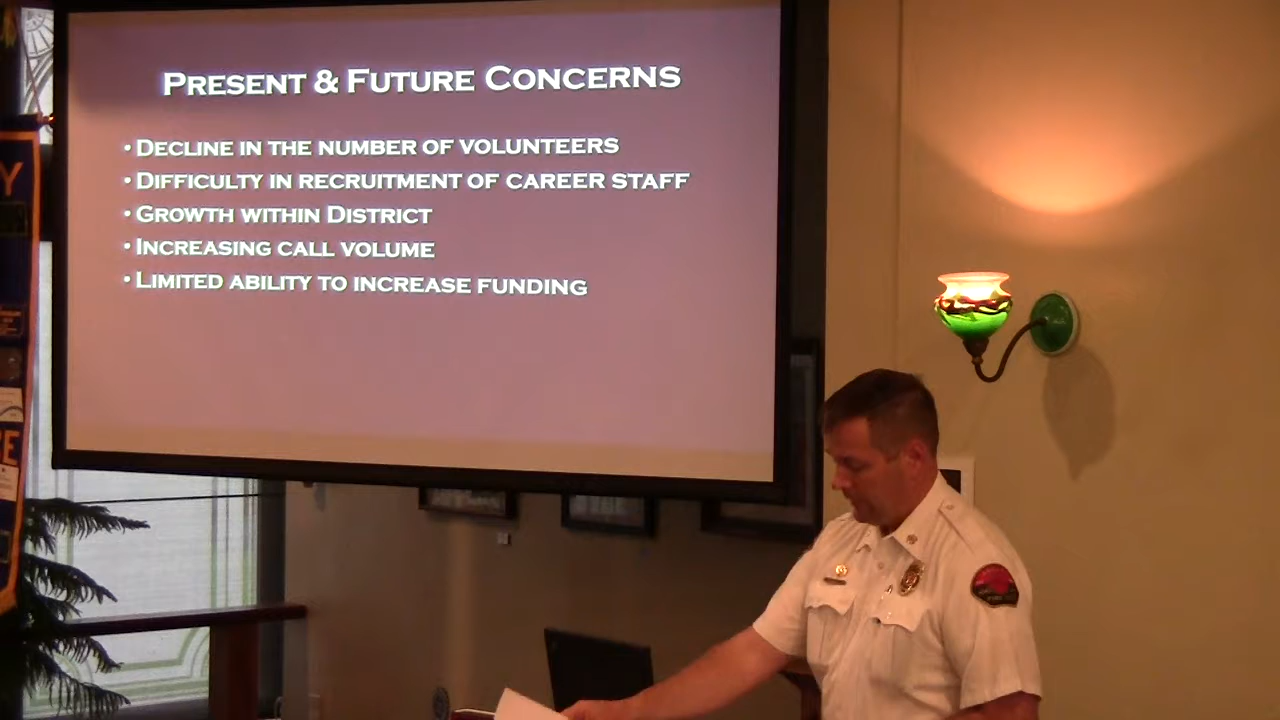 PRESENT & FUTURE CONCERNS
• DECLINE IN THE NUMBER OF VOLUNTEERS
• DIFFICULTY IN RECRUITMENT OF CAREER STAFF
• GROWTH WITHIN DISTRICT
• INCREASING CALL VOLUME
• LIMITED ABILITY TO INCREASE FUNDING
Y
E